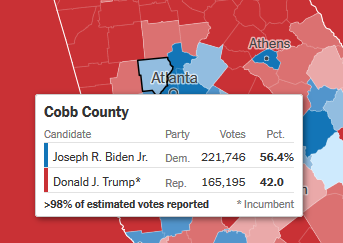 Athens
Atlanta
Cobb County
Candidate Party Votes Pct.
Joseph R. Biden Jr. Dem. 221,746 56.4%
Donald J. Trump* Rep. 165,195 42.0
>98% of estimated votes reported * Incumbent